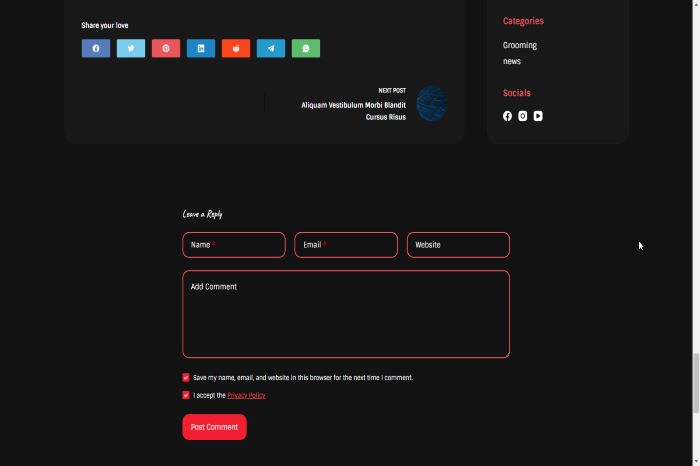 Share your love
NEXT POST
Aliquam Vestibulum Morbi Blandit
Cursus Risus
Categories
Grooming
news
Socials
Leave a Reply
Name *
Email *
Website
Add Comment
Save my name, email, and website in this browser for the next time I comment.
I accept the Privacy Policy
Post Comment